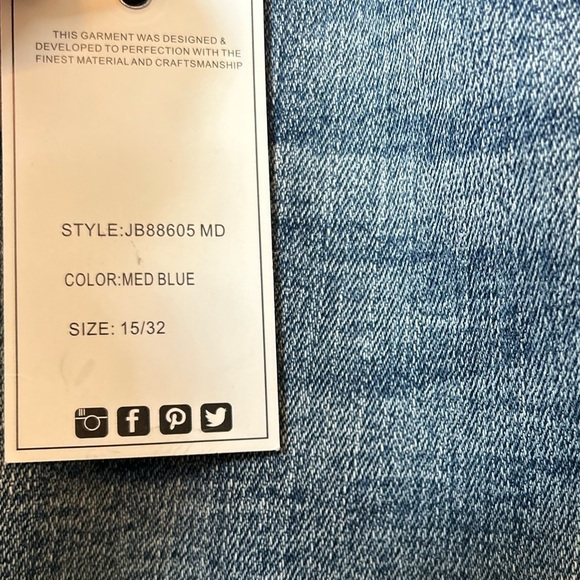 THIS GARMENT WAS DESIGNED &
DEVELOPED TO PERFECTION WITH THE
FINEST MATERIAL AND CRAFTSMANSHIP
STYLE:JB88605 MD
COLOR:MED BLUE
SIZE: 15/32